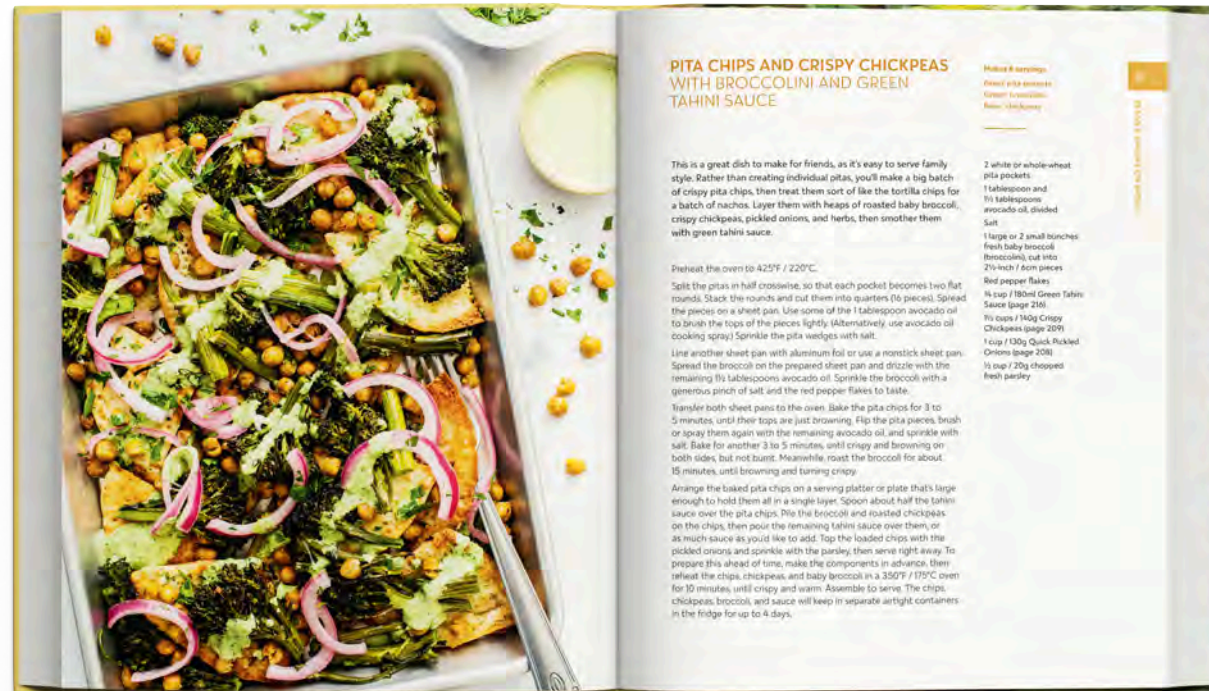 PITA CHIPS AND CRISPY CHICKPEAS
WITH BROCCOLINI AND GREEN
TAHINI SAUCE
This is a great dish to make for friends, as it's easy to serve family
style. Rather than creating individual pitas, you'll make a big batch
of crispy pita chips, then treat them sort of like the tortilla chips for
a batch of nachos. Layer them with heaps of roasted baby broccoli,
crispy chickpeas, pickled onions, and herbs, then smother them
with green tahini sauce.
Preheat the oven to 425°F / 220°C.
Split the pitas in half crosswise, so that each pocket becomes two flat
rounds. Stack the rounds and cut them into quarters (16 pieces). Spread
the pieces on a sheet pan. Use some of the 1 tablespoon avocado oil
to brush the tops of the pieces lightly. (Alternatively, use avocado oil
cooking spray.) Sprinkle the pita wedges with salt.
Line another sheet pan with aluminum foil or use a nonstick sheet pan.
Spread the broccoli on the prepared sheet pan and drizzle with the
remaining 1½ tablespoons avocado oil. Sprinkle the broccoli with a
generous pinch of salt and the red pepper flakes to taste.
Transfer both sheet pans to the oven. Bake the pita chips for 3 to
5 minutes, until their tops are just browning. Flip the pita pieces, brush
or spray them again with the remaining avocado oil, and sprinkle with
salt. Bake for another 3 to 5 minutes, until crispy and browning on
both sides, but not burnt. Meanwhile, roast the broccoli for about
15 minutes, until browning and turning crispy.
Arrange the baked pita chips on a serving platter or plate that's large
enough to hold them all in a single layer. Spoon about half the tahini
sauce over the pita chips. Pile the broccoli and roasted chickpeas
on the chips, then pour the remaining tahini sauce over them, or
as much sauce as you'd like to add. Top the loaded chips with the
pickled onions and sprinkle with the parsley, then serve right away. To
prepare this ahead of time, make the components in advance, then
reheat the chips, chickpeas, and baby broccoli in a 350°F / 175°C oven
for 10 minutes, until crispy and warm. Assemble to serve. The chips,
chickpeas, broccoli, and sauce will keep in separate airtight containers
in the fridge for up to 4 days.
servings
2 white or whole-wheat
pita pockets
1 tablespoon and
1½ tablespoons
avocado oil, divided
Salt
1 large or 2 small bunches
fresh baby broccoli
(broccolini), cut into
2½-inch / 6cm pieces
Red pepper flakes
¾ cup / 180ml Green Tahini
Sauce (page 216)
1½ cups / 140g Crispy
Chickpeas (page 209)
1 cup / 130g Quick Pickled
Onions (page 208)
½ cup / 20g chopped
fresh parsley